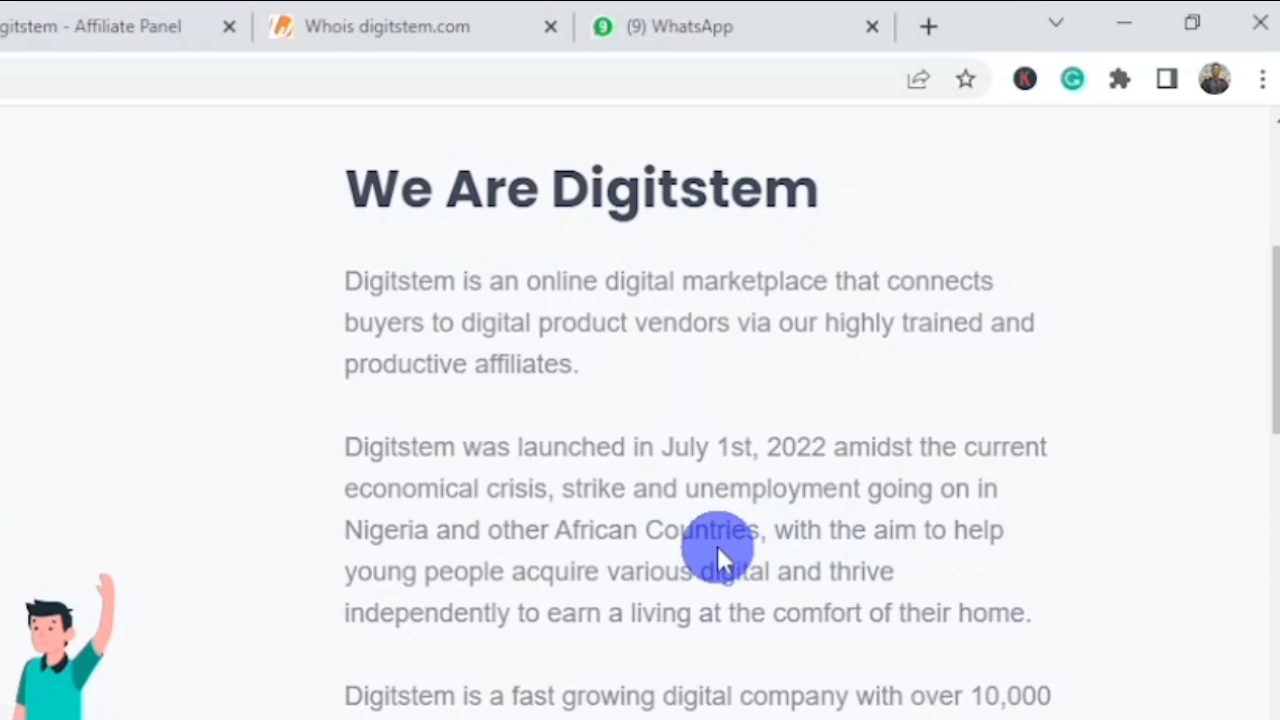 gitstem - Affiliate Panel
Whois digitstem.com
9
(9) WhatsApp
K
We Are Digitstem
Digitstem is an online digital marketplace that connects
buyers to digital product vendors via our highly trained and
productive affiliates.
Digitstem was launched in July 1st, 2022 amidst the current
economical crisis, strike and unemployment going on in
Nigeria and other African Countries, with the aim to help
young people acquire various digital and thrive
independently to earn a living at the comfort of their home.
Digitstem is a fast growing digital company with over 10,000